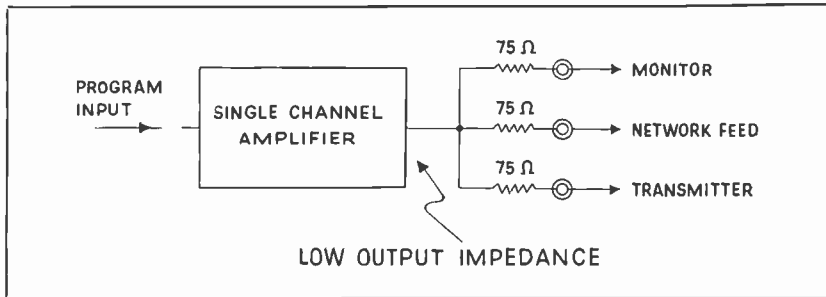 PROGRAM
INPUT
SINGLE CHANNEL
AMPLIFIER
75 Ω
MONITOR
75 Ω
NETWORK FEED
75 Ω
TRANSMITTER
LOW OUTPUT IMPEDANCE